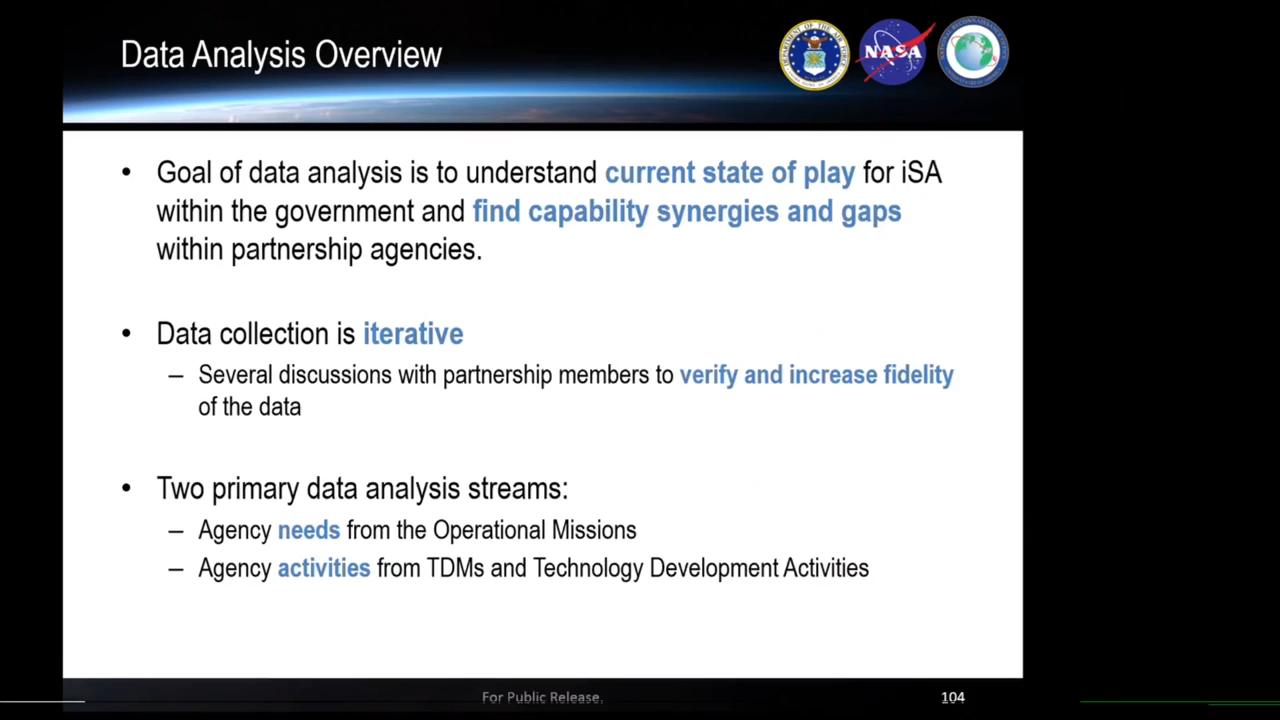 Data Analysis Overview
NASA
• Goal of data analysis is to understand current state of play for iSA
within the government and find capability synergies and gaps
within partnership agencies.
• Data collection is iterative
– Several discussions with partnership members to verify and increase fidelity
of the data
• Two primary data analysis streams:
– Agency needs from the Operational Missions
– Agency activities from TDMs and Technology Development Activities
For Public Release.
104